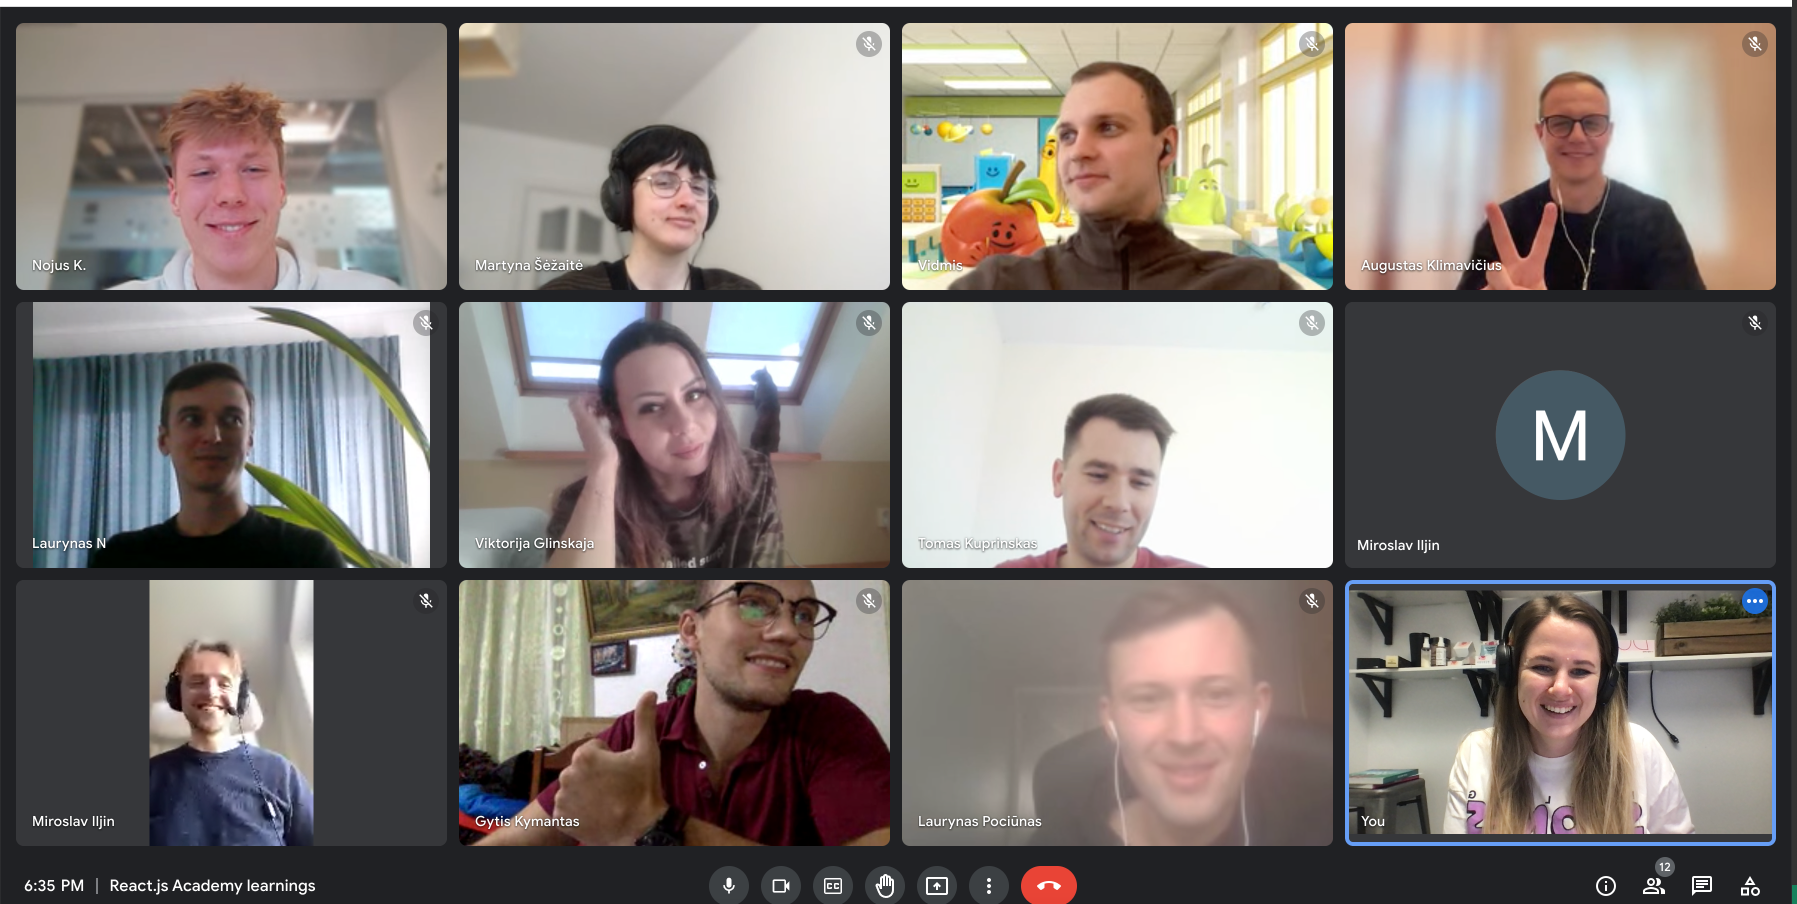 Nojus K.
Martyna Šėžaitė
Vidmis
Augustas Klimavičius
Laurynas N
Viktorija Glinskaja
Tomas Kuprinskas
M
Miroslav Iljin
Miroslav Iljin
Gytis Kymantas
Laurynas Pociūnas
You
6:35 PM | React.js Academy learnings
CC
12